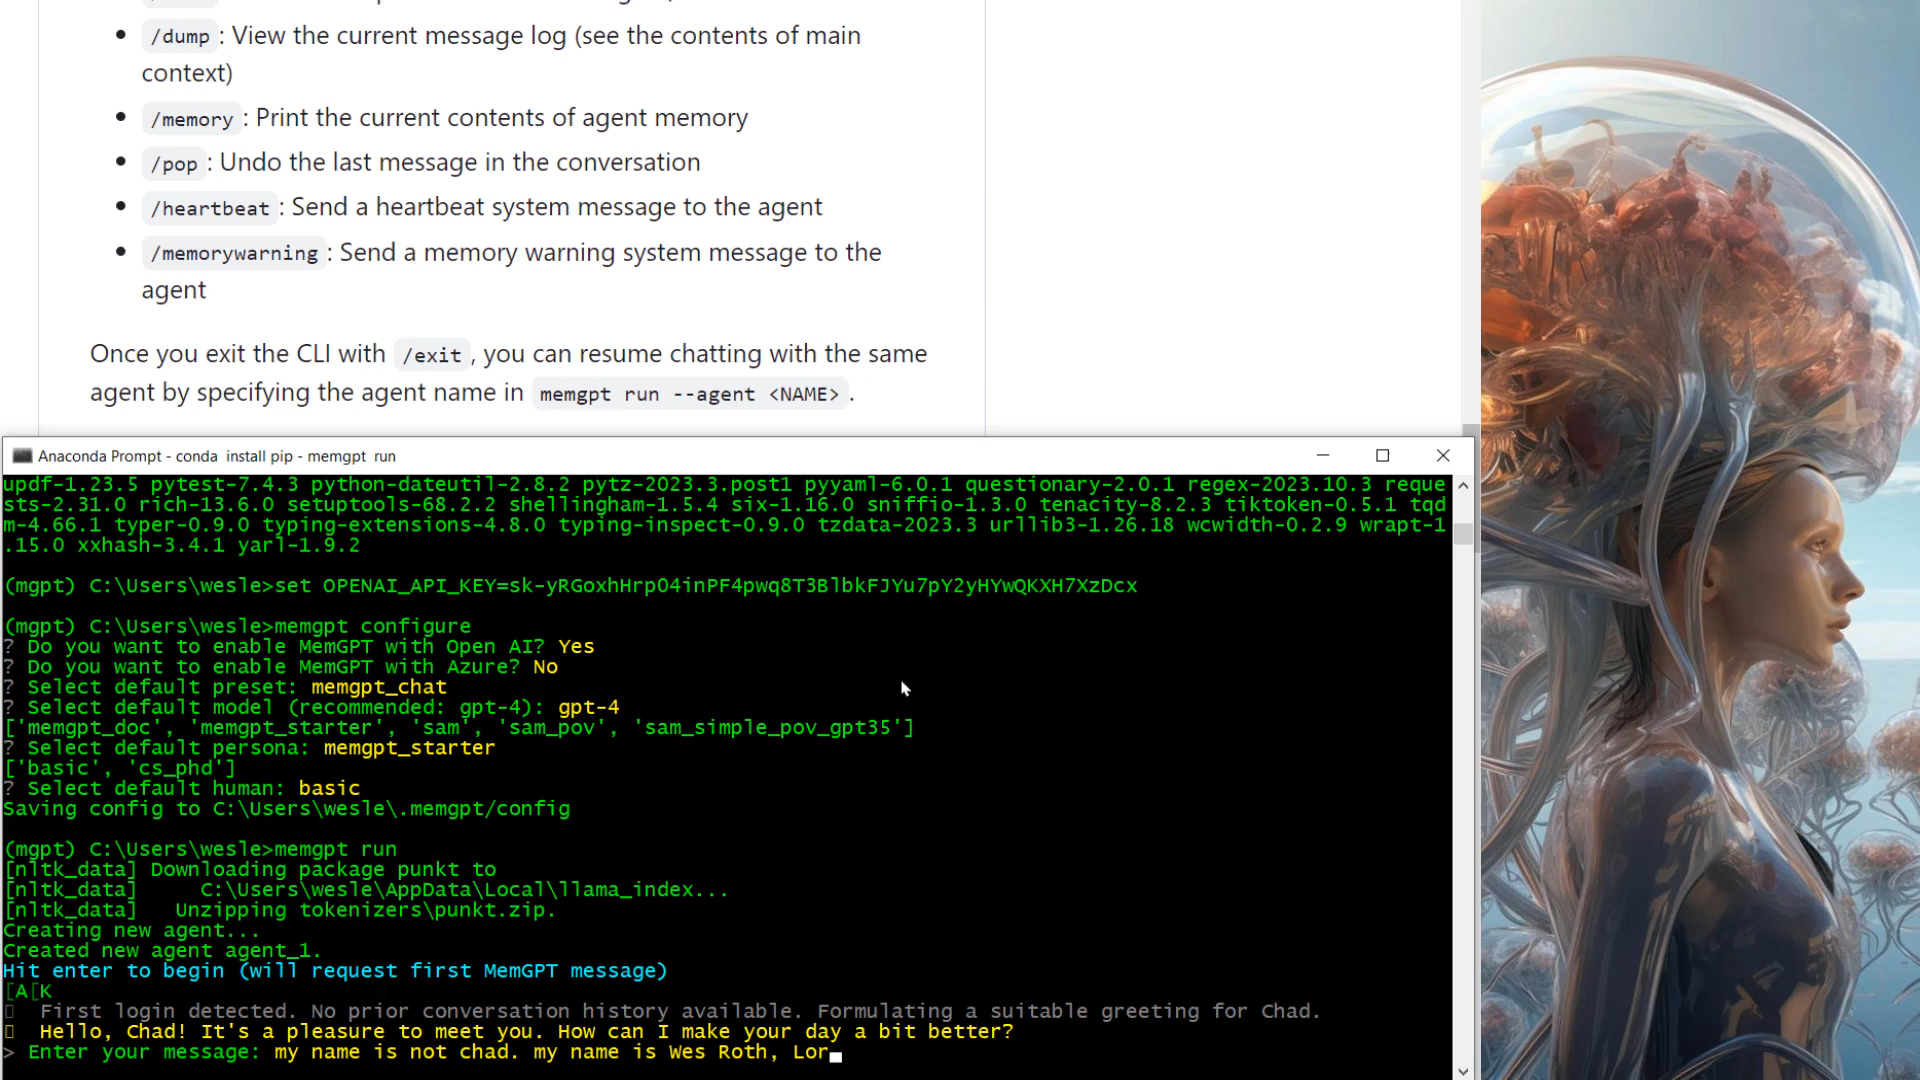 /dump: View the current message log (see the contents of main
context)
/memory: Print the current contents of agent memory
/pop: Undo the last message in the conversation
/heartbeat: Send a heartbeat system message to the agent
/memorywarning: Send a memory warning system message to the
agent
Once you exit the CLI with /exit, you can resume chatting with the same
agent by specifying the agent name in memgpt run --agent <NAME>.
Anaconda Prompt - conda install pip - memgpt run
updf-1.23.5 pytest-7.4.3 python-dateutil-2.8.2 pytz-2023.3.post1 pyyaml-6.0.1 questionary-2.0.1 regex-2023.10.3 reque
sts-2.31.0 rich-13.6.0 setuptools-68.2.2 shellingham-1.5.4 six-1.16.0 sniffio-1.3.0 tenacity-8.2.3 tiktoken-0.5.1 tqd
m-4.66.1 typer-0.9.0 typing-extensions-4.8.0 typing-inspect-0.9.0 tzdata-2023.3 urllib3-1.26.18 wcwidth-0.2.9 wrapt-1
.15.0 xxhash-3.4.1 yarl-1.9.2
(mgpt) C:\Users\wesle>set OPENAI_API_KEY=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
(mgpt) C:\Users\wesle>memgpt configure
? Do you want to enable MemGPT with Open AI? Yes
? Do you want to enable MemGPT with Azure? No
? Select default preset: memgpt_chat
? Select default model (recommended: gpt-4): gpt-4
['memgpt_doc', 'memgpt_starter', 'sam', 'sam_pov', 'sam_simple_pov_gpt35']
? Select default persona: memgpt_starter
['basic', 'cs_phd']
? Select default human: basic
Saving config to C:\Users\wesle\.memgpt/config
(mgpt) C:\Users\wesle>memgpt run
[nltk_data] Downloading package punkt to
[nltk_data]     C:\Users\wesle\AppData\Local\llama_index...
[nltk_data]   Unzipping tokenizers\punkt.zip.
Creating new agent...
Created new agent agent_1.
Hit enter to begin (will request first MemGPT message)
[A[K
First login detected. No prior conversation history available. Formulating a suitable greeting for Chad.
Hello, Chad! It's a pleasure to meet you. How can I make your day a bit better?
> Enter your message: my name is not chad. my name is Wes Roth, Lor